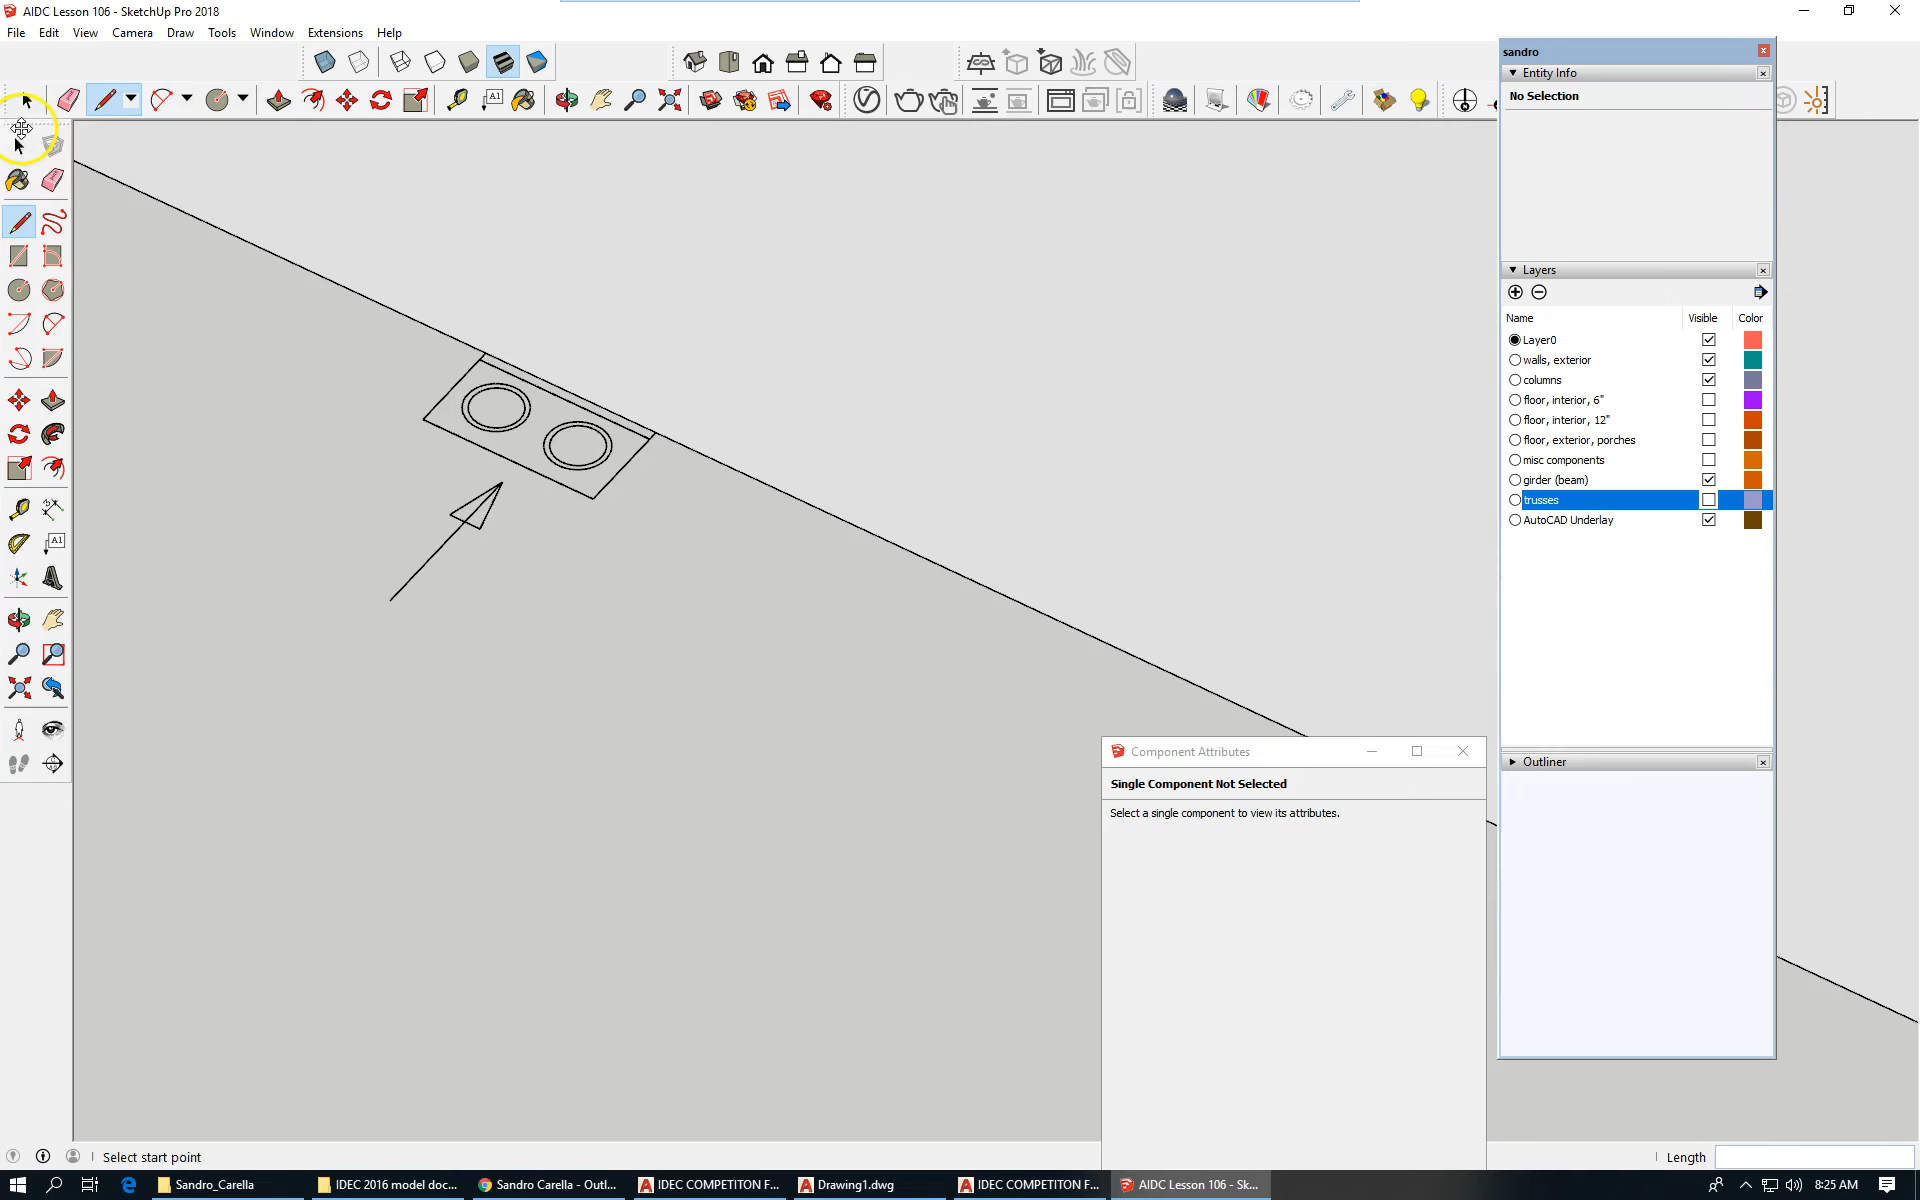 AIDC Lesson 106 - SketchUp Pro 2018
File Edit View Camera Draw Tools Window Extensions Help
sandro
Entity Info
No Selection
Layers
Name Visible Color
Layer0
walls, exterior
columns
floor, interior, 6"
floor, interior, 12"
floor, exterior, porches
misc components
girder (beam)
trusses
AutoCAD Underlay
Outliner
Component Attributes
Single Component Not Selected
Select a single component to view its attributes.
A1
A1
Select start point
Length
Sandro_Carella
IDEC 2016 model doc...
Sandro Carella - Outl...
IDEC COMPETITON F...
Drawing1.dwg
IDEC COMPETITON F...
AIDC Lesson 106 - Sk...
8:25 AM